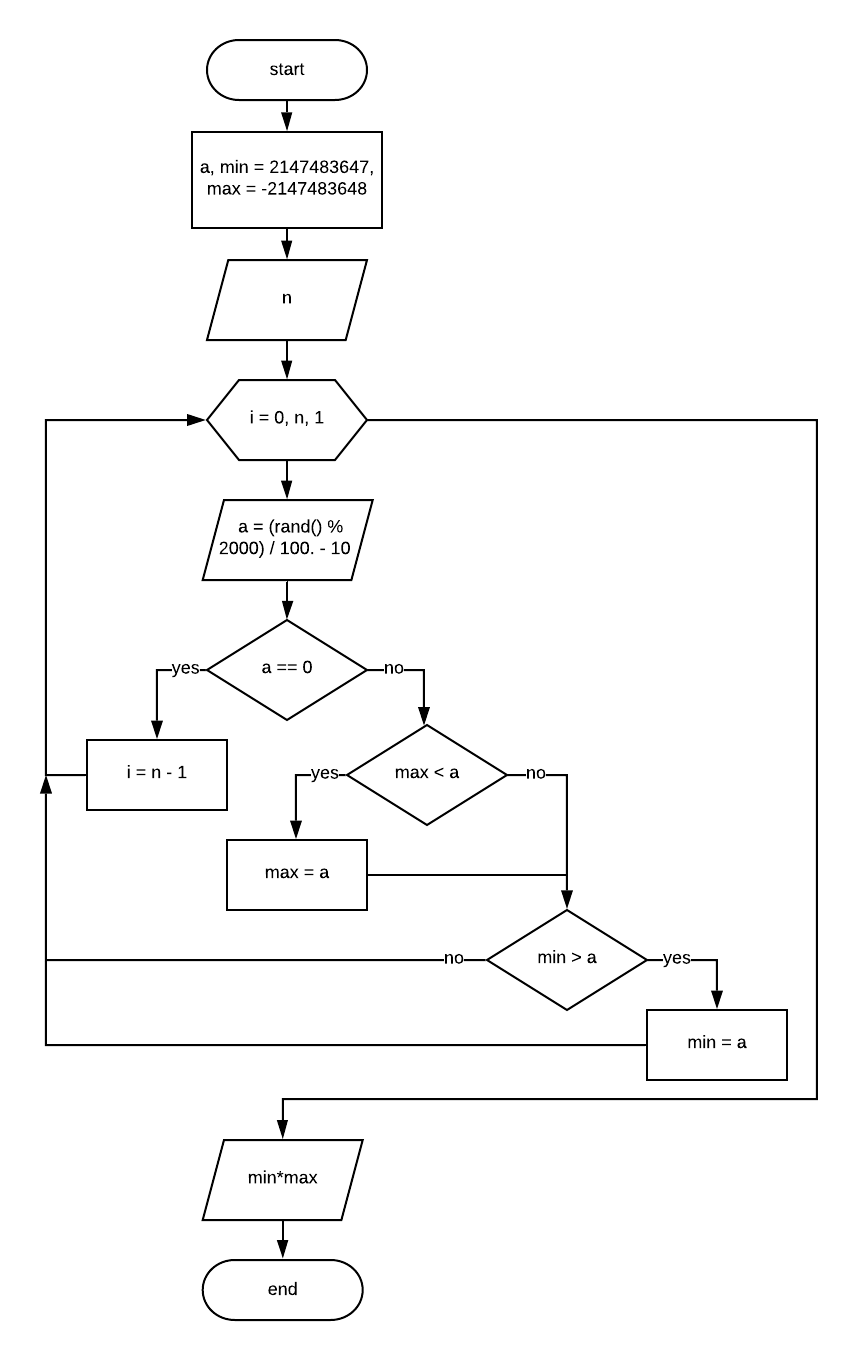 start
a, min = 2147483647,
max = -2147483648
n
i = 0, n, 1
a = (rand() %
2000) / 100. - 10
a == 0
yes
no
i = n - 1
max < a
yes
no
max = a
min > a
no
yes
min = a
min*max
end